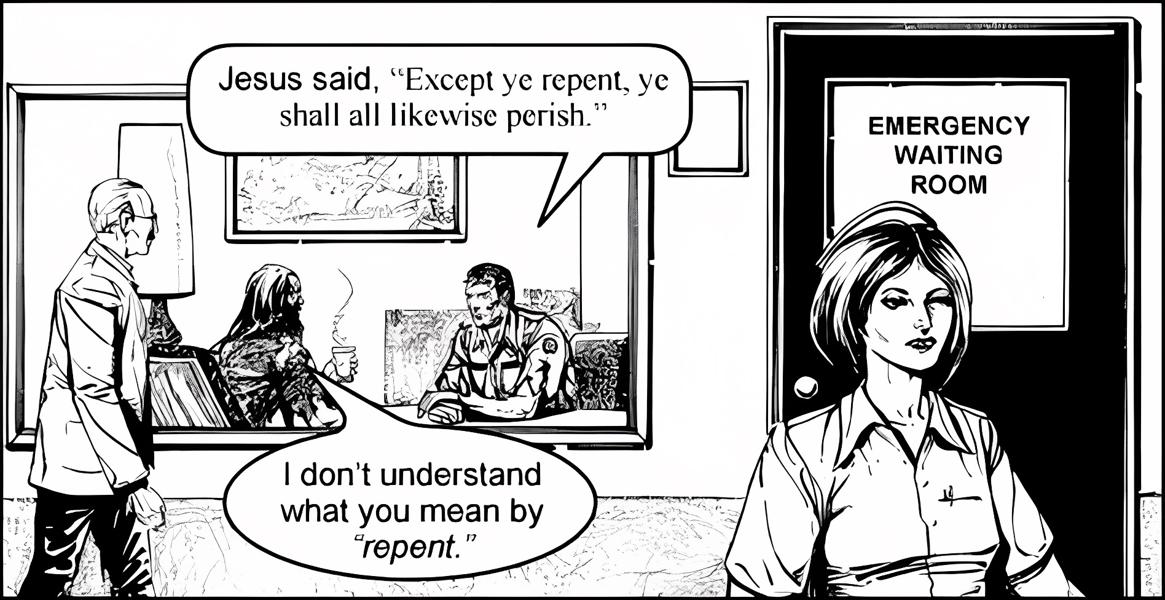 Jesus said, “Except ye repent, ye
shall all likewise perish.”
EMERGENCY
WAITING
ROOM
I don’t understand
what you mean by
“repent.”